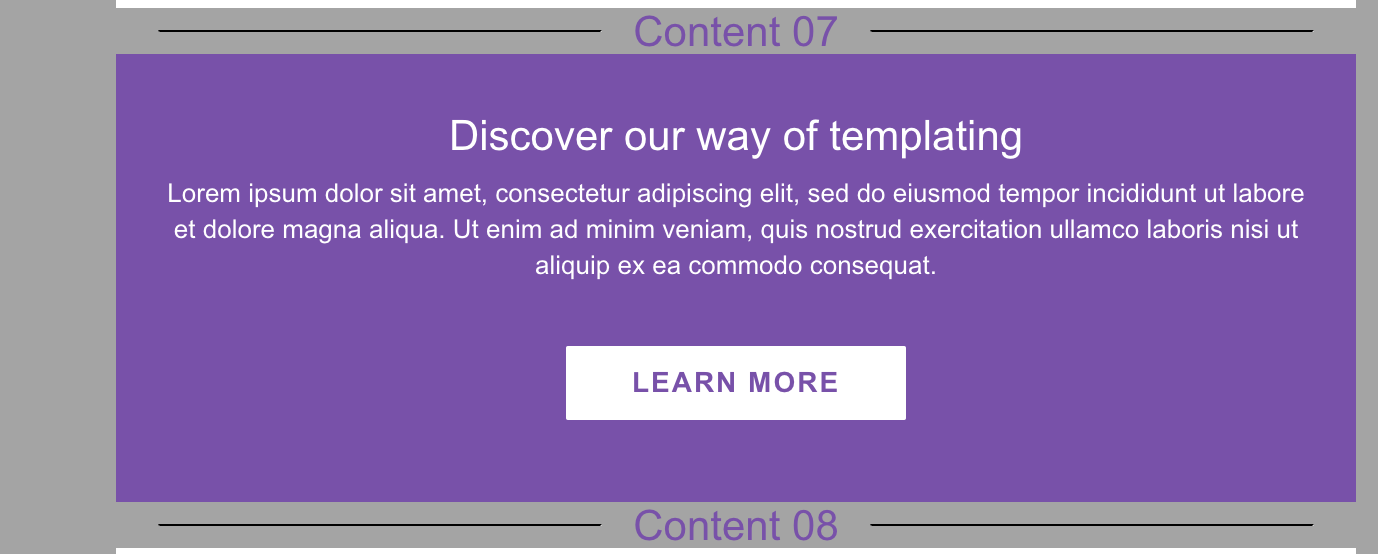 Content 07
Discover our way of templating
Lorem ipsum dolor sit amet, consectetur adipiscing elit, sed do eiusmod tempor incididunt ut labore
et dolore magna aliqua. Ut enim ad minim veniam, quis nostrud exercitation ullamco laboris nisi ut
aliquip ex ea commodo consequat.
LEARN MORE
Content 08